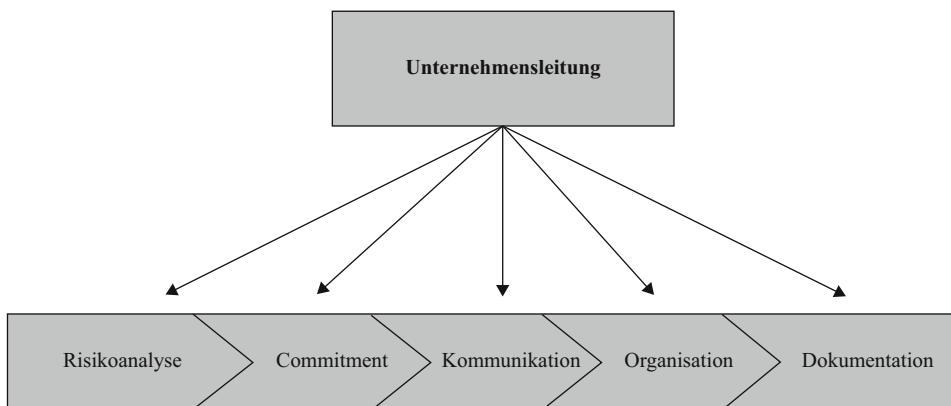 Unternehmensleitung
Risikoanalyse Commitment Kommunikation Organisation Dokumentation